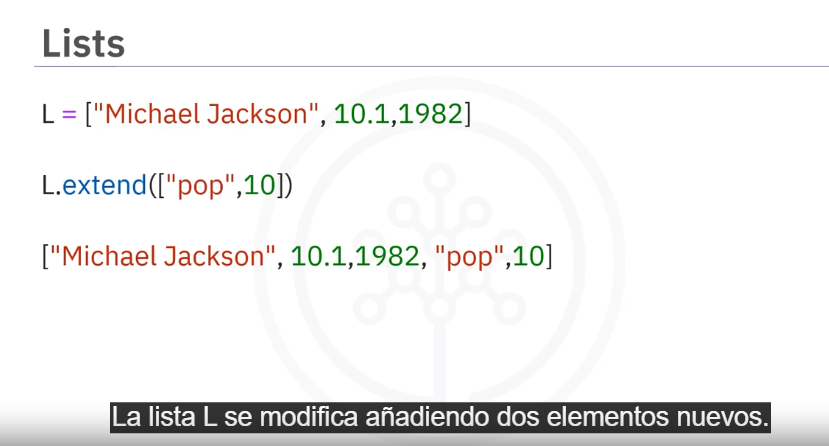 Lists
L = ["Michael Jackson", 10.1,1982]
L.extend(["pop",10])
["Michael Jackson", 10.1,1982, "pop",10]
La lista L se modifica añadiendo dos elementos nuevos.